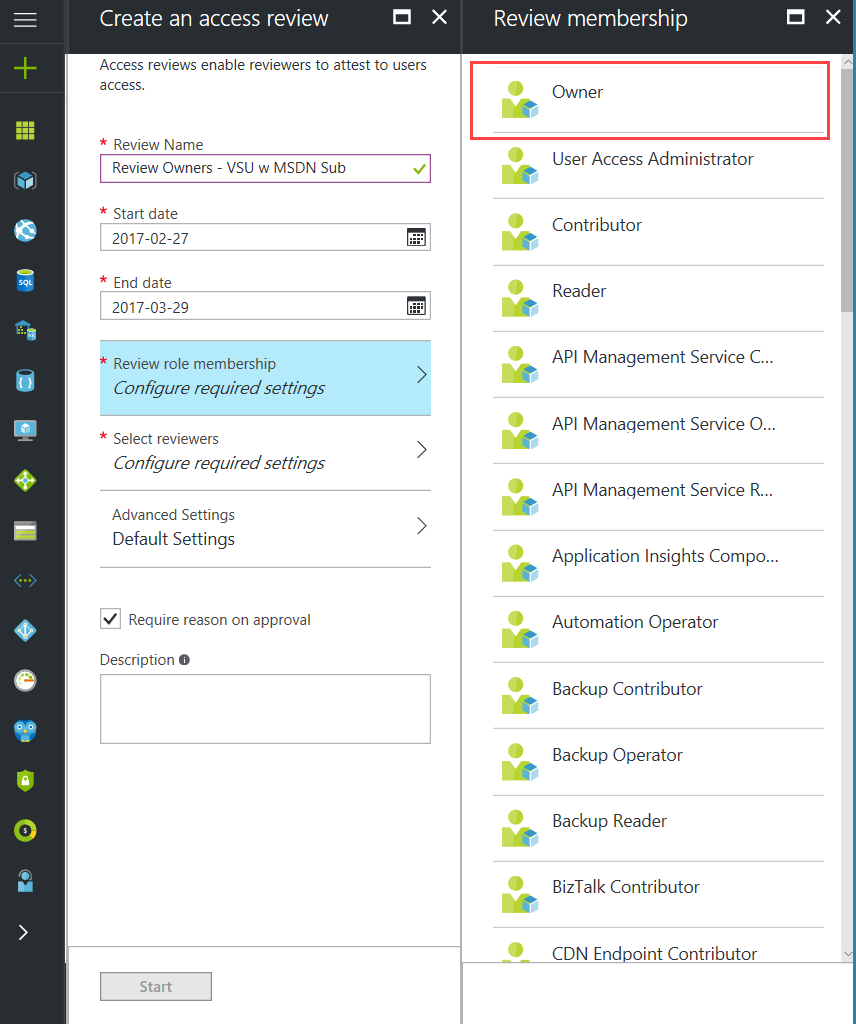 Create an access review
Access reviews enable reviewers to attest to users
access.
* Review Name
Review Owners - VSU w MSDN Sub
* Start date
2017-02-27
* End date
2017-03-29
* Review role membership
Configure required settings
* Select reviewers
Configure required settings
Advanced Settings
Default Settings
Require reason on approval
Description
Start
Review membership
Owner
User Access Administrator
Contributor
Reader
API Management Service C...
API Management Service O...
API Management Service R...
Application Insights Compo...
Automation Operator
Backup Contributor
Backup Operator
Backup Reader
BizTalk Contributor
CDN Endpoint Contributor
SQL